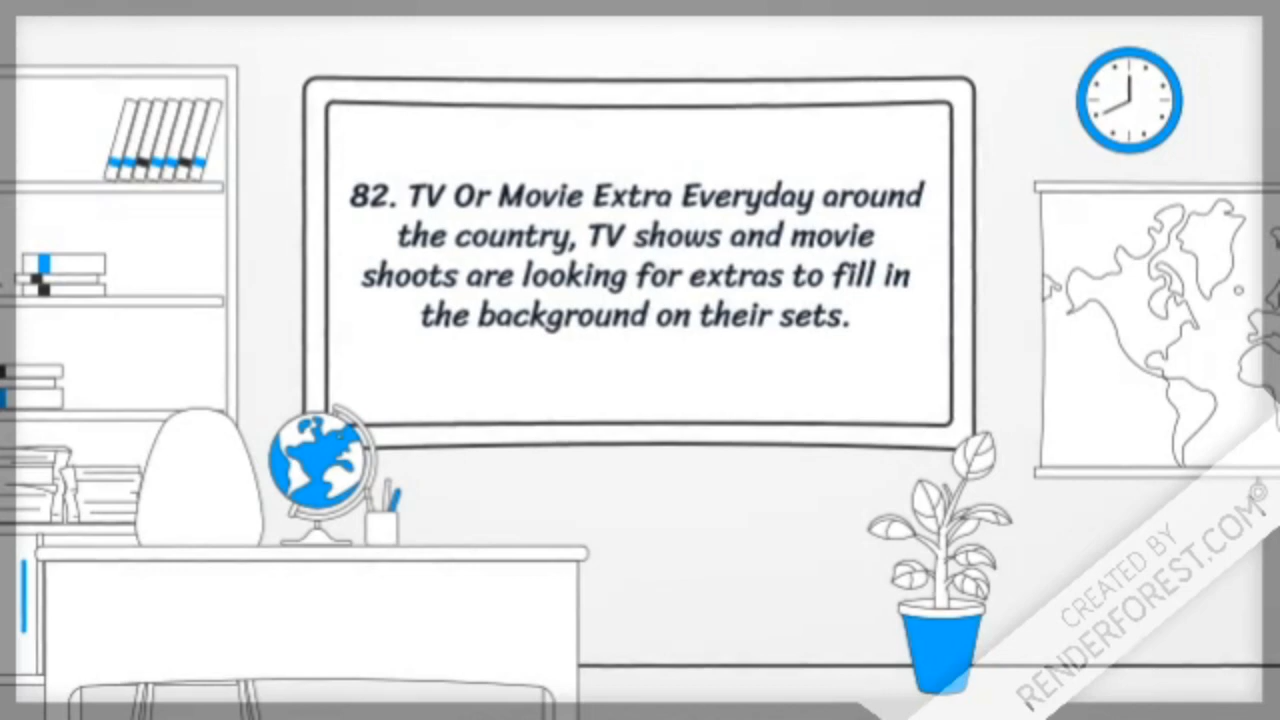 82. TV Or Movie Extra Everyday around
the country, TV shows and movie
shoots are looking for extras to fill in
the background on their sets.
CREATED BY
RENDERFOREST.COM